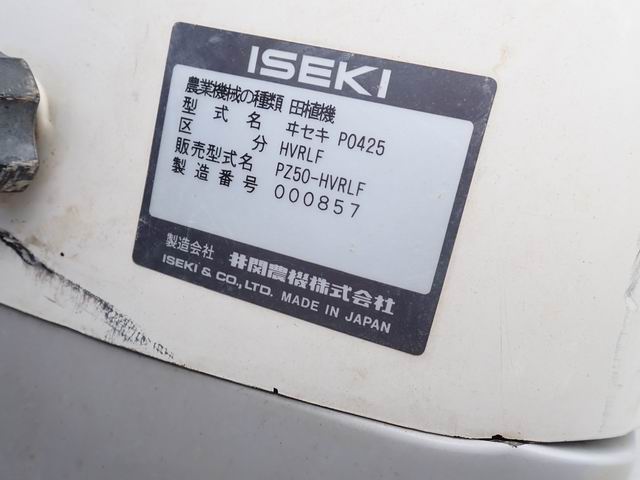 ISEKI
農業機械の種類 田植機
型式名 ヰセキ P0425
区分 HVRLF
販売型式名 PZ50-HVRLF
製造番号 000857
製造会社 井関農機株式会社
ISEKI & CO., LTD. MADE IN JAPAN